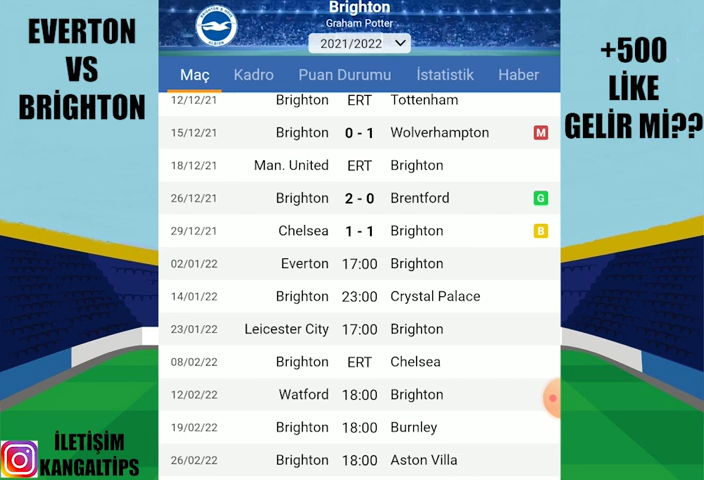 EVERTON
VS
BRİGHTON
Brighton
Graham Potter
2021/2022
Maç Kadro Puan Durumu İstatistik Haber
12/12/21 Brighton ERT Tottenham
15/12/21 Brighton 0 - 1 Wolverhampton M
18/12/21 Man. United ERT Brighton
26/12/21 Brighton 2 - 0 Brentford G
29/12/21 Chelsea 1 - 1 Brighton B
02/01/22 Everton 17:00 Brighton
14/01/22 Brighton 23:00 Crystal Palace
23/01/22 Leicester City 17:00 Brighton
08/02/22 Brighton ERT Chelsea
12/02/22 Watford 18:00 Brighton
19/02/22 Brighton 18:00 Burnley
26/02/22 Brighton 18:00 Aston Villa
+500
LİKE
GELİR Mİ??
İLETİŞİM
KANGALTİPS